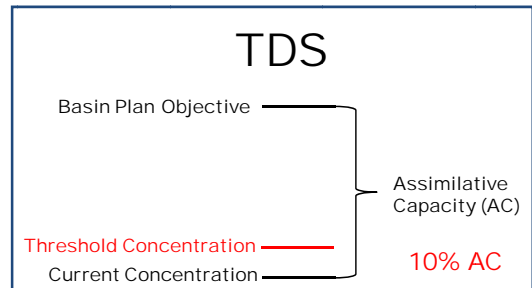 TDS
Basin Plan Objective
Assimilative
Capacity (AC)
Threshold Concentration
10% AC
Current Concentration